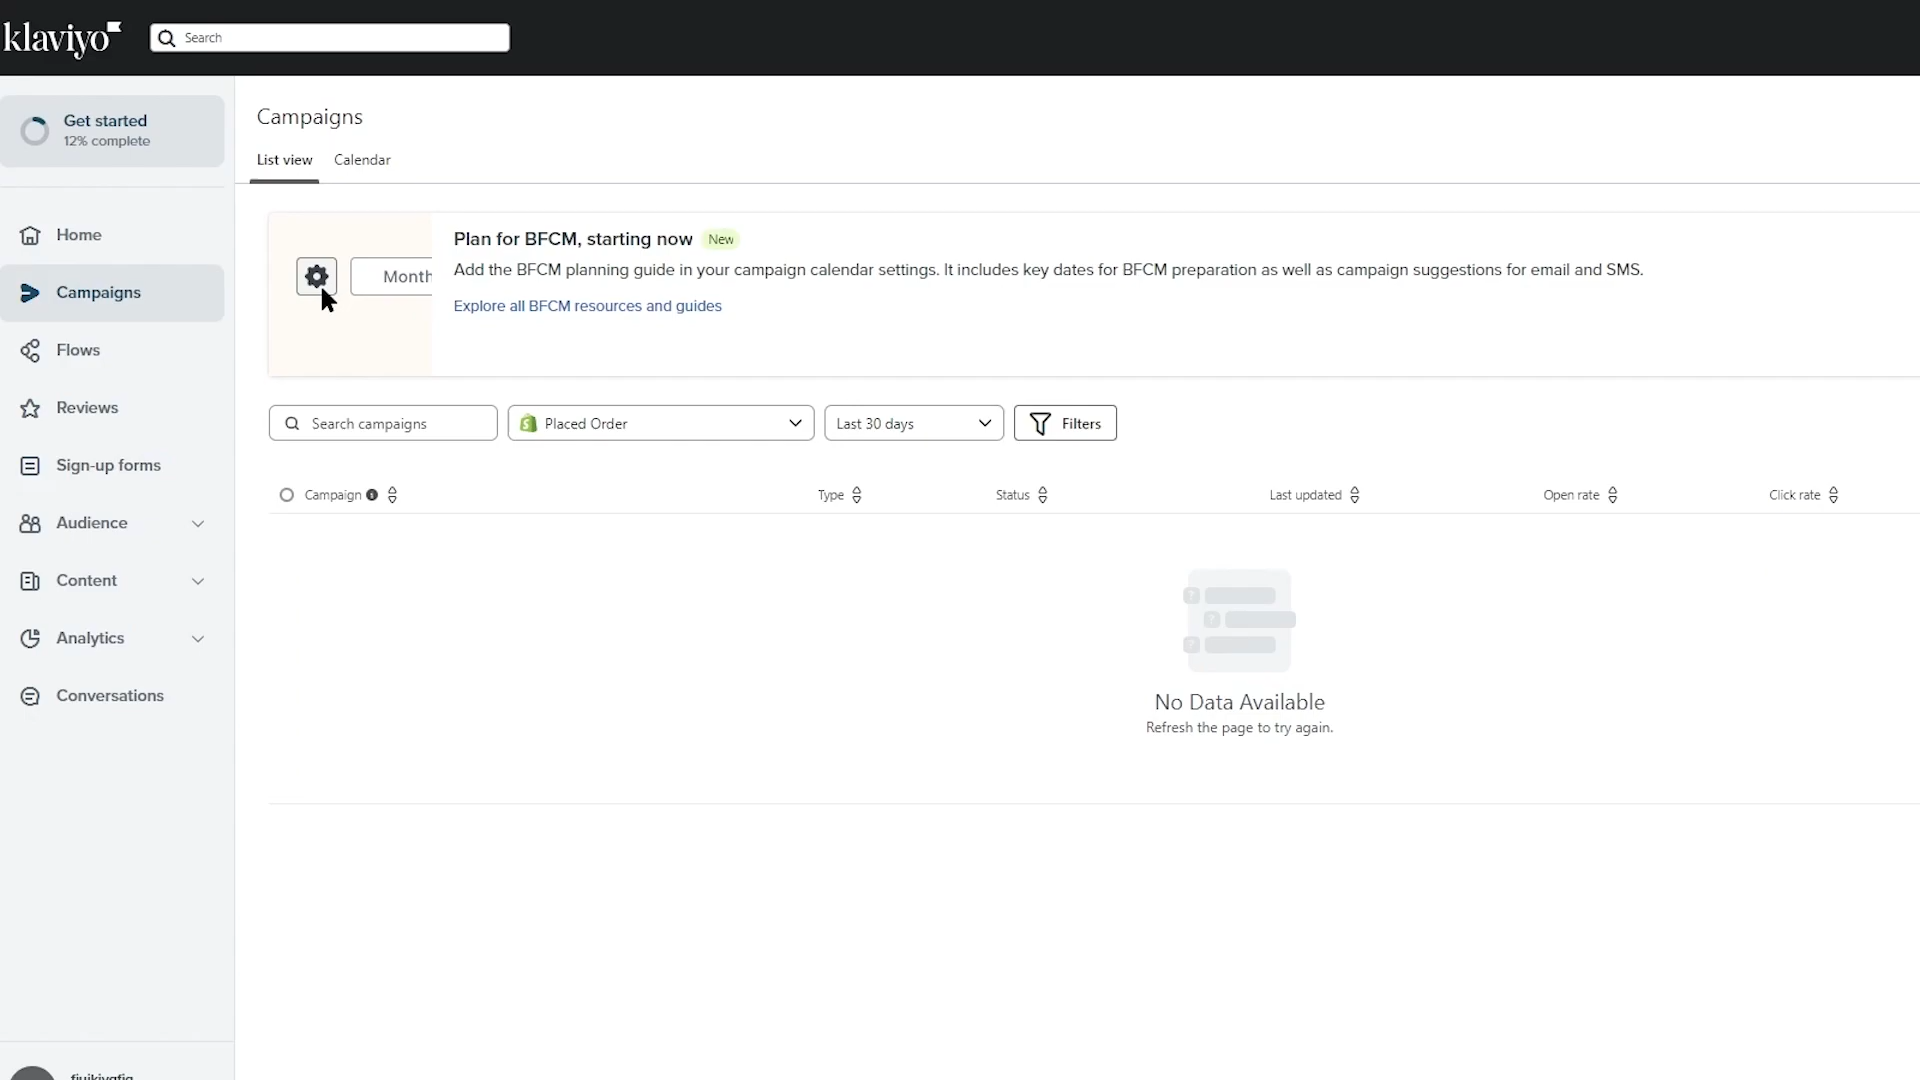 klaviyo
Search
Get started
12% complete
Home
Campaigns
Flows
Reviews
Sign-up forms
Audience
Content
Analytics
Conversations
Campaigns
List view
Calendar
Month
Plan for BFCM, starting now New
Add the BFCM planning guide in your campaign calendar settings. It includes key dates for BFCM preparation as well as campaign suggestions for email and SMS.
Explore all BFCM resources and guides
Search campaigns
Placed Order
Last 30 days
Filters
Campaign
Type
Status
Last updated
Open rate
Click rate
No Data Available
Refresh the page to try again.